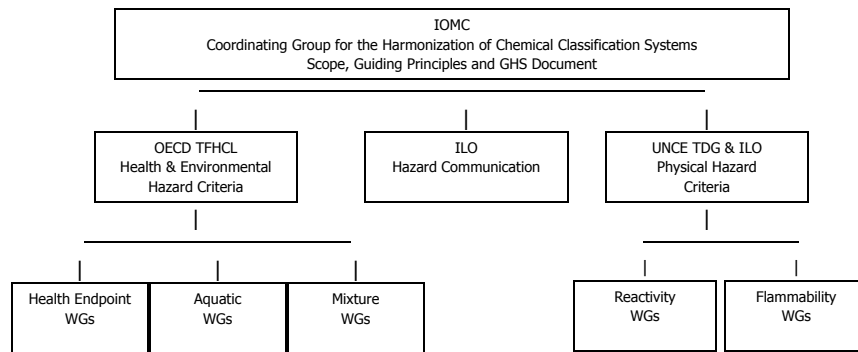 IOMC
Coordinating Group for the Harmonization of Chemical Classification Systems
Scope, Guiding Principles and GHS Document
OECD TFHCL
Health & Environmental
Hazard Criteria
ILO
Hazard Communication
UNCE TDG & ILO
Physical Hazard
Criteria
Health Endpoint
WGs
Aquatic
WGs
Mixture
WGs
Reactivity
WGs
Flammability
WGs